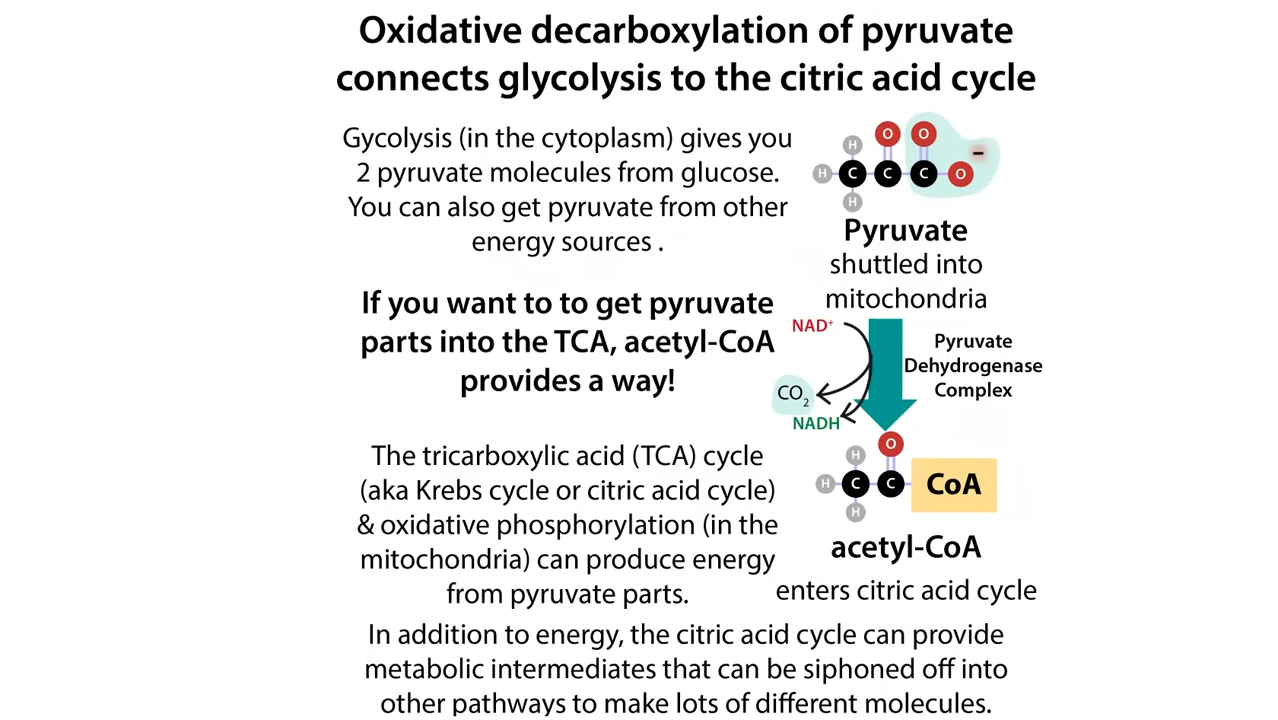 Oxidative decarboxylation of pyruvate
connects glycolysis to the citric acid cycle
Gycolysis (in the cytoplasm) gives you
2 pyruvate molecules from glucose.
You can also get pyruvate from other
energy sources .
If you want to to get pyruvate
parts into the TCA, acetyl-CoA
provides a way!
The tricarboxylic acid (TCA) cycle
(aka Krebs cycle or citric acid cycle)
& oxidative phosphorylation (in the
mitochondria) can produce energy
from pyruvate parts.
H O O
H C C C O −
H
Pyruvate
shuttled into
mitochondria
NAD⁺
Pyruvate
Dehydrogenase
Complex
CO₂
NADH
O
H
H C C CoA
H
acetyl-CoA
enters citric acid cycle
In addition to energy, the citric acid cycle can provide
metabolic intermediates that can be siphoned off into
other pathways to make lots of different molecules.